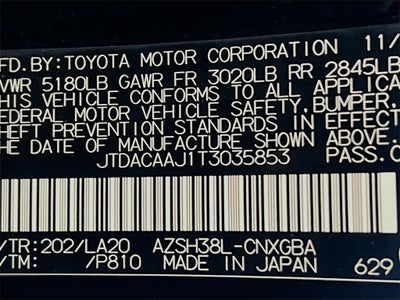 FD.BY:TOYOTA MOTOR CORPORATION 11/
VWR 5180LB GAWR FR 3020LB RR 2845LB
HIS VEHICLE CONFORMS TO ALL APPLICA
EDERAL MOTOR VEHICLE SAFETY,BUMPER,
HEFT PREVENTION STANDARDS IN EFFE
HE DATE OF MANUFACTURE SHOWN ABOVE.
JTDACAAJ1T3035853 PASS.C
/TR:202/LA20 AZSH38L-CNXGBA
/TM: /P810 MADE IN JAPAN 629